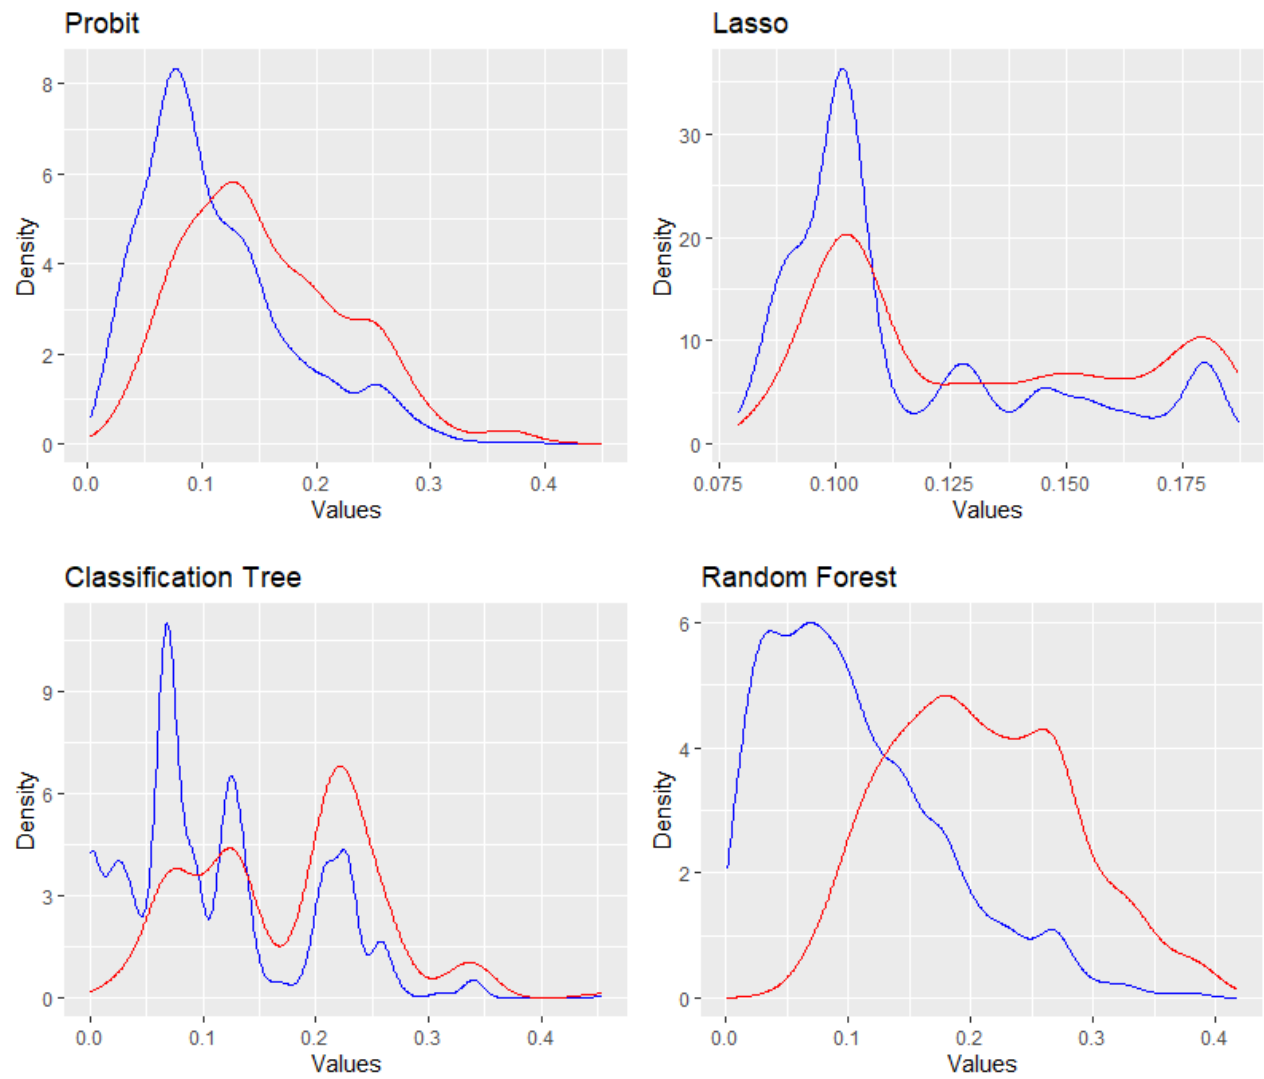 Probit
Density
8
6
4
2
0
0.0 0.1 0.2 0.3 0.4
Values
Lasso
Density
30
20
10
0
0.075 0.100 0.125 0.150 0.175
Values
Classification Tree
Density
9
6
3
0
0.0 0.1 0.2 0.3 0.4
Values
Random Forest
Density
6
4
2
0
0.0 0.1 0.2 0.3 0.4
Values